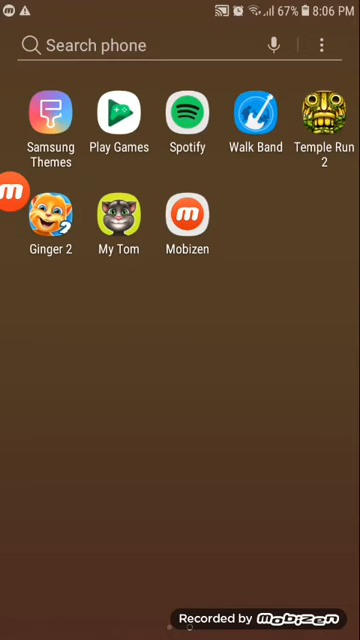 67% 8:06 PM
Search phone
Samsung Themes
Play Games
Spotify
Walk Band
Temple Run 2
Ginger 2
My Tom
Mobizen
Recorded by Mobizen